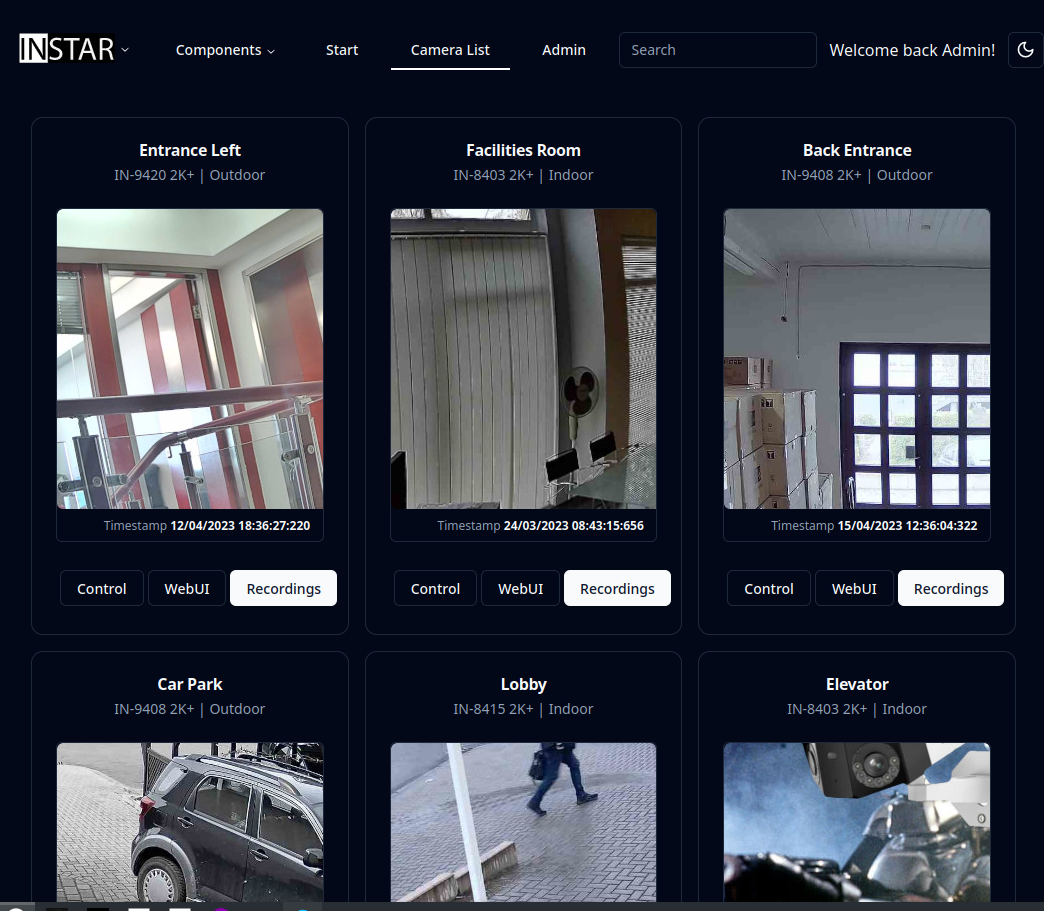 INSTAR
Components
Start
Camera List
Admin
Search
Welcome back Admin!
Entrance Left
IN-9420 2K+ | Outdoor
Timestamp 12/04/2023 18:36:27:220
Control
WebUI
Recordings
Facilities Room
IN-8403 2K+ | Indoor
Timestamp 24/03/2023 08:43:15:656
Control
WebUI
Recordings
Back Entrance
IN-9408 2K+ | Outdoor
Timestamp 15/04/2023 12:36:04:322
Control
WebUI
Recordings
Car Park
IN-9408 2K+ | Outdoor
Lobby
IN-8415 2K+ | Indoor
Elevator
IN-8403 2K+ | Indoor